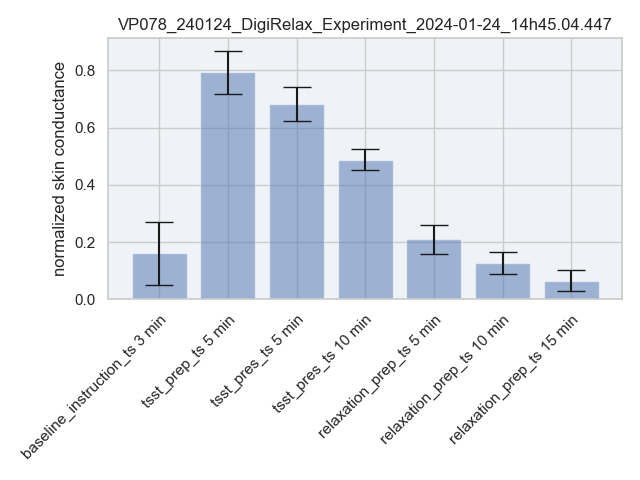 VP078_240124_DigiRelax_Experiment_2024-01-24_14h45.04.447
normalized skin conductance
0.8
0.6
0.4
0.2
0.0
baseline_instruction_ts 3 min
tsst_prep_ts 5 min
tsst_pres_ts 5 min
tsst_pres_ts 10 min
relaxation_prep_ts 5 min
relaxation_prep_ts 10 min
relaxation_prep_ts 15 min